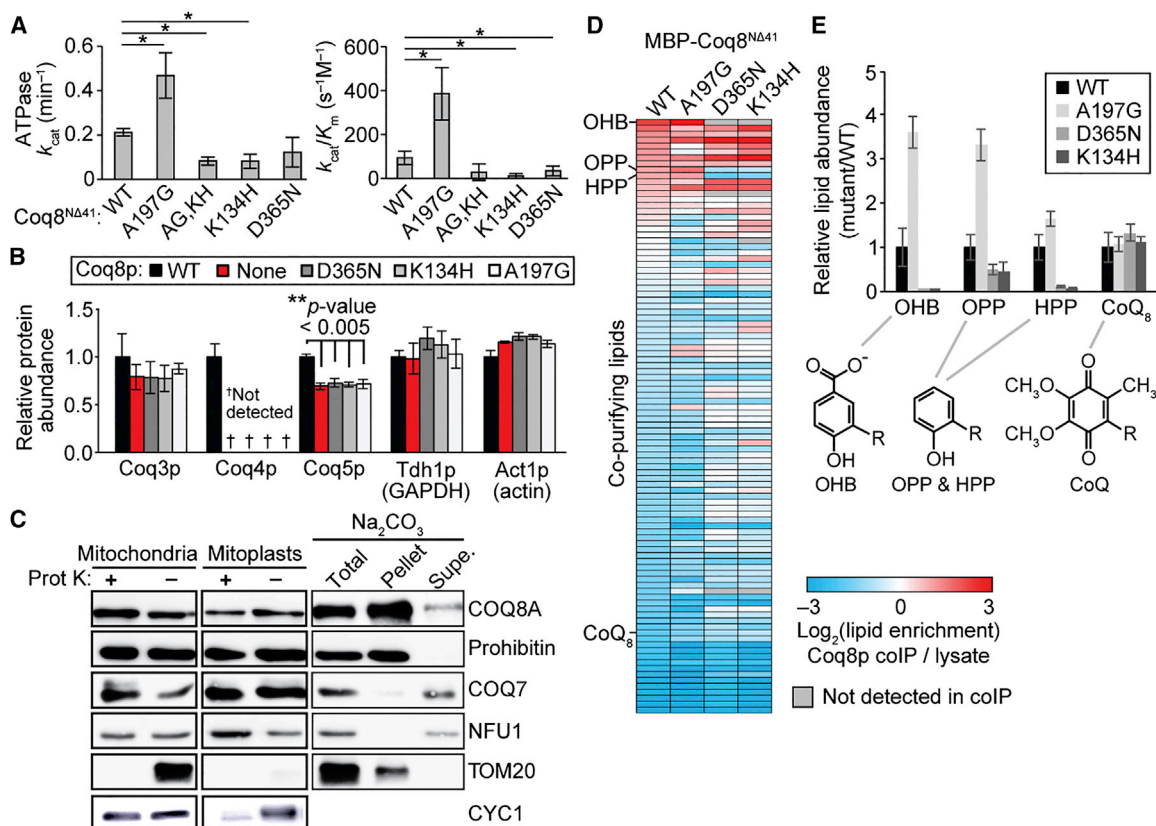 A
ATPase
k_cat (min⁻¹)
0.6
0.4
0.2
0
*
*
*
Coq8^NΔ41:
WT
A197G
AG,KH
K134H
D365N
k_cat/K_m (s⁻¹M⁻¹)
600
400
200
0
*
*
*
WT
A197G
AG,KH
K134H
D365N
B
Coq8p: WT None D365N K134H A197G
Relative protein
abundance
1.5
1.0
0.5
0.0
†Not
detected
† † † †
**p-value
< 0.005
Coq3p
Coq4p
Coq5p
Tdh1p
(GAPDH)
Act1p
(actin)
C
Na₂CO₃
Mitochondria
Mitoplasts
Total
Pellet
Supe.
Prot K: + − + −
COQ8A
Prohibitin
COQ7
NFU1
TOM20
CYC1
D
MBP-Coq8^NΔ41
WT
A197G
D365N
K134H
OHB
OPP
HPP
CoQ₈
Co-purifying lipids
−3 0 3
Log₂(lipid enrichment)
Coq8p coIP / lysate
Not detected in coIP
E
Relative lipid abundance
(mutant/WT)
5
4
3
2
1
0
WT
A197G
D365N
K134H
OHB
OPP
HPP
CoQ₈
O
O⁻
R
OH
OHB
R
OH
OPP & HPP
O
CH₃O
CH₃
CH₃O
R
O
CoQ